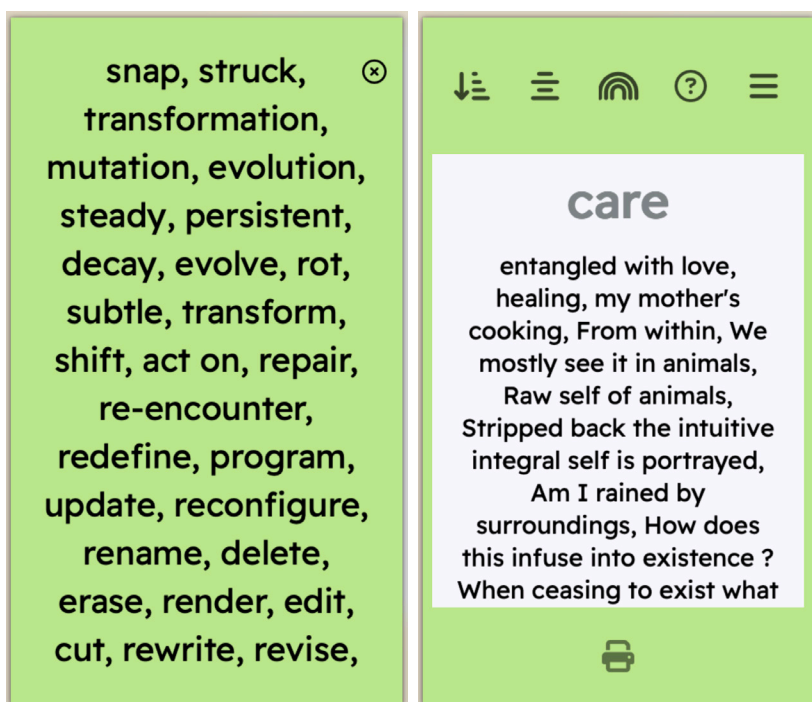 snap, struck,
transformation,
mutation, evolution,
steady, persistent,
decay, evolve, rot,
subtle, transform,
shift, act on, repair,
re-encounter,
redefine, program,
update, reconfigure,
rename, delete,
erase, render, edit,
cut, rewrite, revise,
care
entangled with love,
healing, my mother's
cooking, From within, We
mostly see it in animals,
Raw self of animals,
Stripped back the intuitive
integral self is portrayed,
Am I rained by
surroundings, How does
this infuse into existence ?
When ceasing to exist what